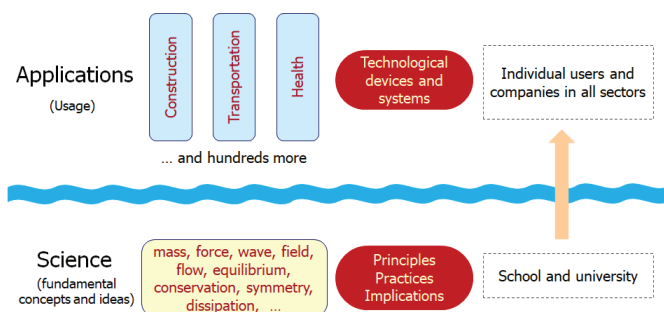 Applications
(Usage)
Construction
Transportation
Health
… and hundreds more
Technological
devices and
systems
Individual users and
companies in all sectors
Science
(fundamental
concepts and ideas)
mass, force, wave, field,
flow, equilibrium,
conservation, symmetry,
dissipation, …
Principles
Practices
Implications
School and university